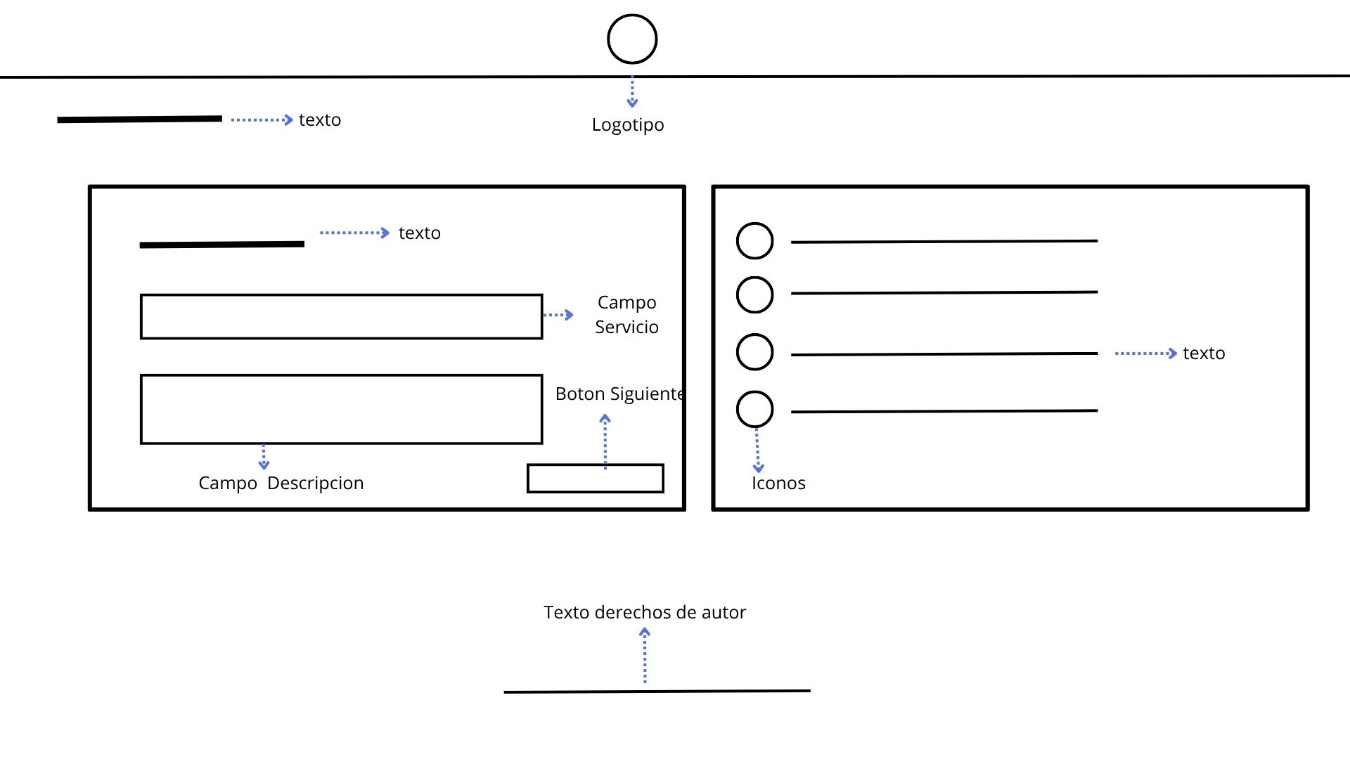 Logotipo
texto
texto
Campo
Servicio
Boton Siguiente
Campo  Descripcion
texto
Iconos
Texto derechos de autor